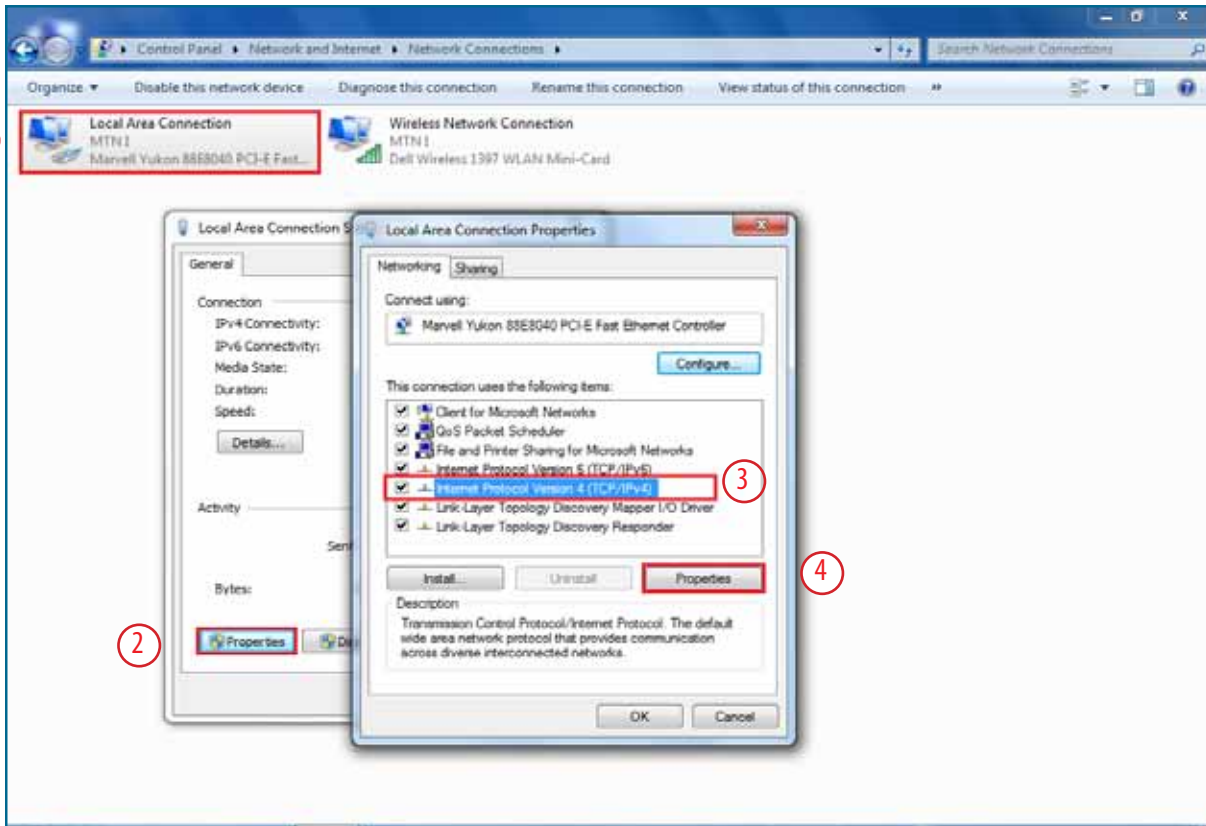 Control Panel ▸ Network and Internet ▸ Network Connections ▸
Search Network Connections
Organize ▾ Disable this network device Diagnose this connection Rename this connection View status of this connection »
Local Area Connection
MTN1
Marvell Yukon 88E8040 PCI-E Fast...
Wireless Network Connection
MTN1
Dell Wireless 1397 WLAN Mini-Card
Local Area Connection S
General
Connection
IPv4 Connectivity:
IPv6 Connectivity:
Media State:
Duration:
Speed:
Details...
Activity
Sent
Bytes:
2
Properties
Local Area Connection Properties
Networking Sharing
Connect using:
Marvell Yukon 88E8040 PCI-E Fast Ethernet Controller
Configure...
This connection uses the following items:
Client for Microsoft Networks
QoS Packet Scheduler
File and Printer Sharing for Microsoft Networks
Internet Protocol Version 6 (TCP/IPv6)
Internet Protocol Version 4 (TCP/IPv4)
3
Link-Layer Topology Discovery Mapper I/O Driver
Link-Layer Topology Discovery Responder
Install... Uninstall Properties
4
Description
Transmission Control Protocol/Internet Protocol. The default
wide area network protocol that provides communication
across diverse interconnected networks.
OK Cancel